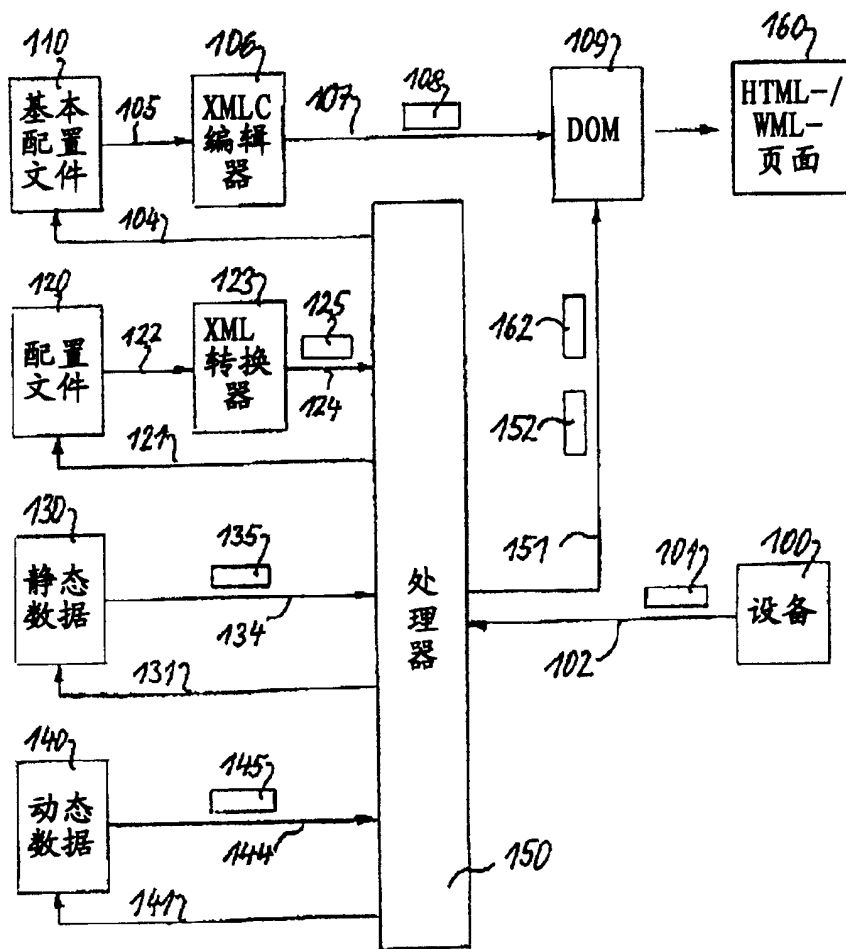 110
106
109
160
基本
配置
文件
105
XMLC
编辑
器
107
108
DOM
HTML-/
WML-
页面
104
120
123
125
162
配置
文件
122
XML
转换
器
124
152
121
130
135
151
101
100
静态
数据
134
处
理
器
102
设备
131
140
145
动态
数据
144
150
141